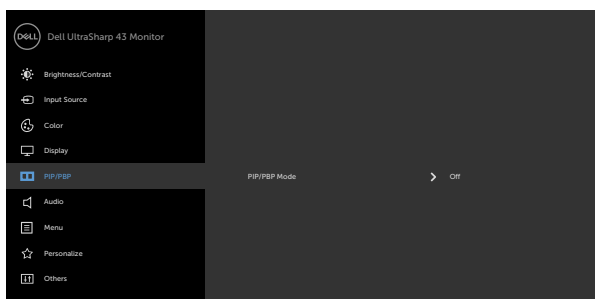 DELL
Dell UltraSharp 43 Monitor
Brightness/Contrast
Input Source
Color
Display
PIP/PBP
PIP/PBP Mode
Off
Audio
Menu
Personalize
Others